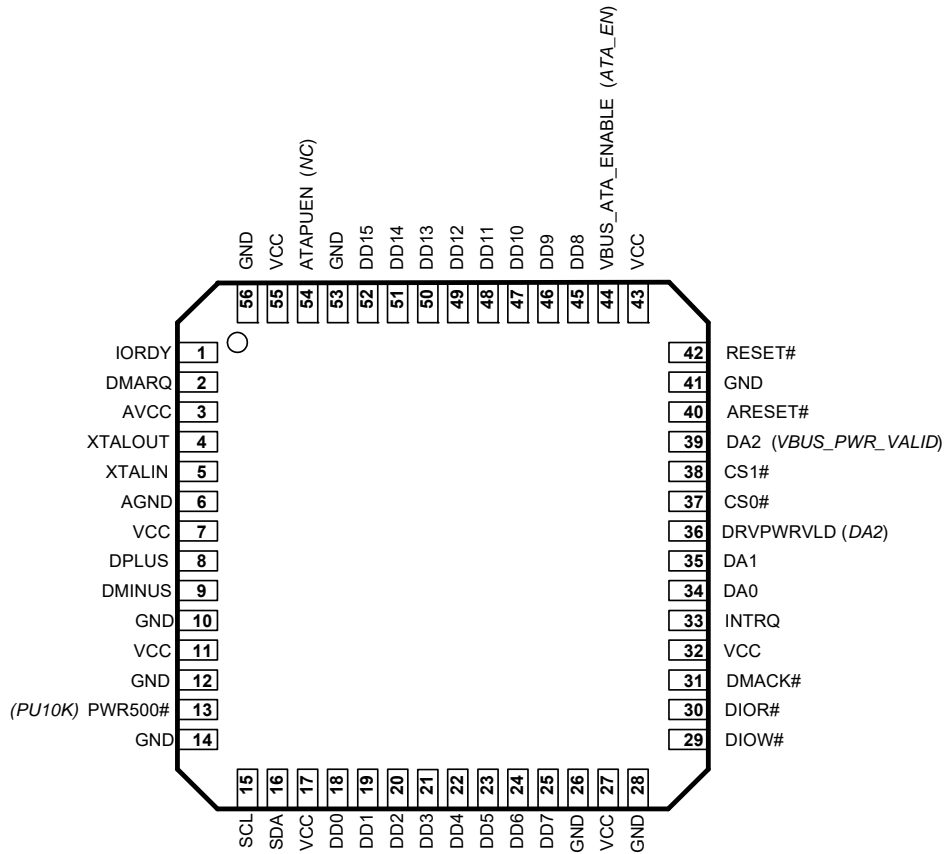 VBUS_ATA_ENABLE (ATA_EN)
GND
VCC
ATAPUEN (NC)
GND
DD15
DD14
DD13
DD12
DD11
DD10
DD9
DD8
VCC
56
55
54
53
52
51
50
49
48
47
46
45
44
43
IORDY 1
DMARQ 2
AVCC 3
XTALOUT 4
XTALIN 5
AGND 6
VCC 7
DPLUS 8
DMINUS 9
GND 10
VCC 11
GND 12
(PU10K) PWR500# 13
GND 14
42 RESET#
41 GND
40 ARESET#
39 DA2 (VBUS_PWR_VALID)
38 CS1#
37 CS0#
36 DRVPWRVLD (DA2)
35 DA1
34 DA0
33 INTRQ
32 VCC
31 DMACK#
30 DIOR#
29 DIOW#
15
16
17
18
19
20
21
22
23
24
25
26
27
28
SCL
SDA
VCC
DD0
DD1
DD2
DD3
DD4
DD5
DD6
DD7
GND
VCC
GND